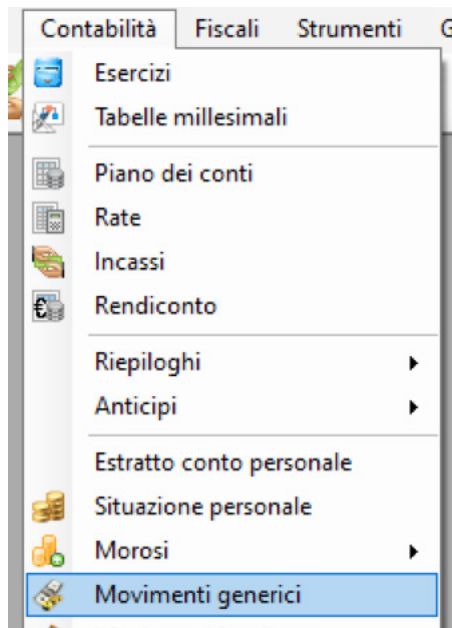 Contabilità Fiscali Strumenti G
Esercizi
Tabelle millesimali
Piano dei conti
Rate
Incassi
Rendiconto
Riepiloghi
Anticipi
Estratto conto personale
Situazione personale
Morosi
Movimenti generici